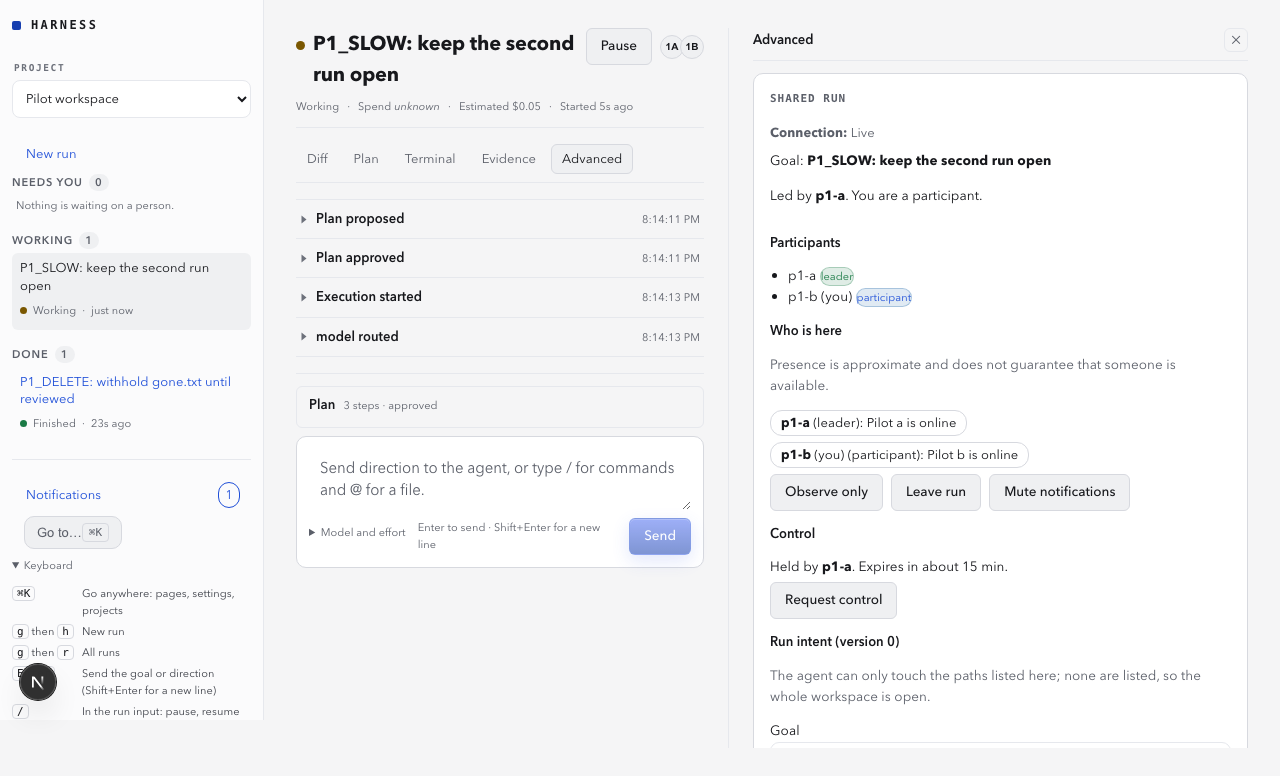 HARNESS
PROJECT
Pilot workspace
New run
NEEDS YOU 0
Nothing is waiting on a person.
WORKING 1
P1_SLOW: keep the second run
open
Working · just now
DONE 1
P1_DELETE: withhold gone.txt until
reviewed
Finished · 23s ago
Notifications 1
Go to… ⌘K
Keyboard
⌘K Go anywhere: pages, settings,
projects
g then h New run
g then r All runs
Send the goal or direction
(Shift+Enter for a new line)
/ In the run input: pause, resume
N
P1_SLOW: keep the second
run open
Pause
1A 1B
Working · Spend unknown · Estimated $0.05 · Started 5s ago
Diff Plan Terminal Evidence Advanced
Plan proposed 8:14:11 PM
Plan approved 8:14:11 PM
Execution started 8:14:13 PM
model routed 8:14:13 PM
Plan 3 steps · approved
Send direction to the agent, or type / for commands
and @ for a file.
Model and effort
Enter to send · Shift+Enter for a new
line
Send
Advanced
SHARED RUN
Connection: Live
Goal: P1_SLOW: keep the second run open
Led by p1-a. You are a participant.
Participants
p1-a leader
p1-b (you) participant
Who is here
Presence is approximate and does not guarantee that someone is
available.
p1-a (leader): Pilot a is online
p1-b (you) (participant): Pilot b is online
Observe only Leave run Mute notifications
Control
Held by p1-a. Expires in about 15 min.
Request control
Run intent (version 0)
The agent can only touch the paths listed here; none are listed, so the
whole workspace is open.
Goal